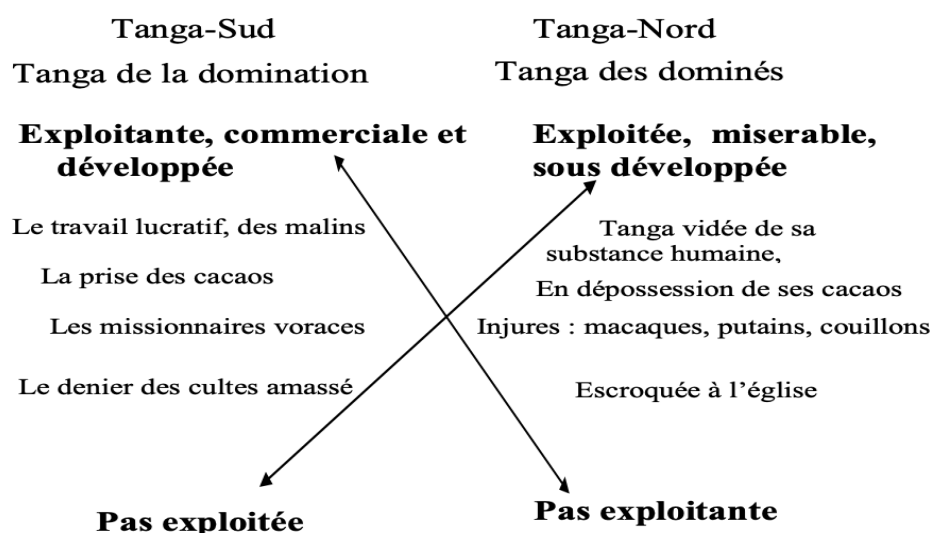 Tanga-Sud
Tanga de la domination
Exploitante, commerciale et
développée
Le travail lucratif, des malins
La prise des cacaos
Les missionnaires voraces
Le denier des cultes amassé
Pas exploitée
Tanga-Nord
Tanga des dominés
Exploitée, miserable,
sous développée
Tanga vidée de sa
substance humaine,
En dépossession de ses cacaos
Injures : macaques, putains, couillons
Escroquée à l'église
Pas exploitante